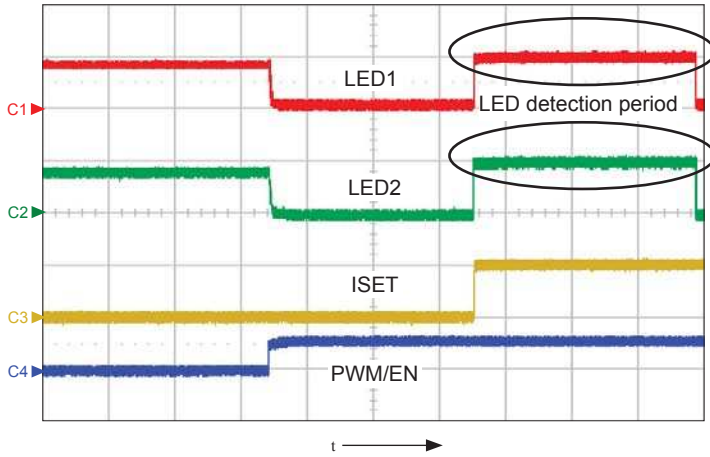 LED1
C1
LED detection period
LED2
C2
ISET
C3
C4
PWM/EN
t